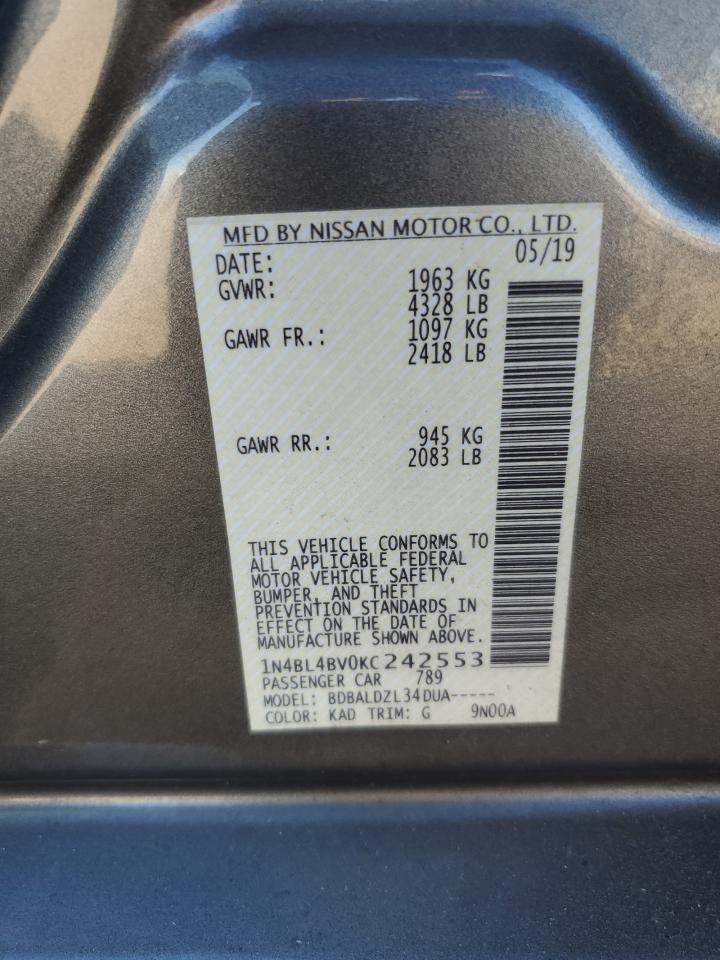 MFD BY NISSAN MOTOR CO., LTD.
DATE: 05/19
GVWR: 1963 KG
4328 LB
GAWR FR.: 1097 KG
2418 LB
GAWR RR.: 945 KG
2083 LB
THIS VEHICLE CONFORMS TO
ALL APPLICABLE FEDERAL
MOTOR VEHICLE SAFETY,
BUMPER, AND THEFT
PREVENTION STANDARDS IN
EFFECT ON THE DATE OF
MANUFACTURE SHOWN ABOVE.
1N4BL4BV0KC242553
PASSENGER CAR 789
MODEL: BDBALDZL34DUA-----
COLOR: KAD TRIM: G 9N00A